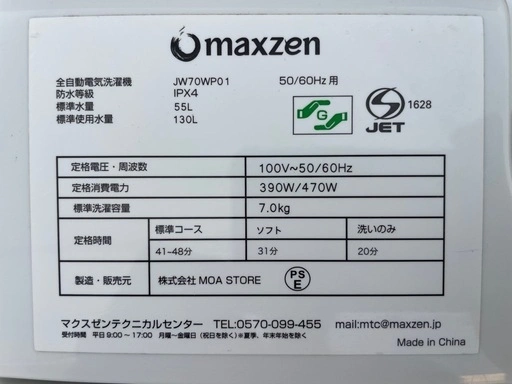 maxzen
全自動電気洗濯機 JW70WP01 50/60Hz 用
防水等級 IPX4
標準水量 55L
標準使用水量 130L
G
S
JET
1628
定格電圧・周波数 100V~50/60Hz
定格消費電力 390W/470W
標準洗濯容量 7.0kg
定格時間 標準コース ソフト 洗いのみ
41-48分 31分 20分
製造・販売元 株式会社 MOA STORE PS E
マクスゼンテクニカルセンター TEL:0570-099-455 mail:mtc@maxzen.jp
受付時間 平日9:00~17:00 月曜~金曜日（祝日を除く）※夏季、年末年始を除く
Made in China